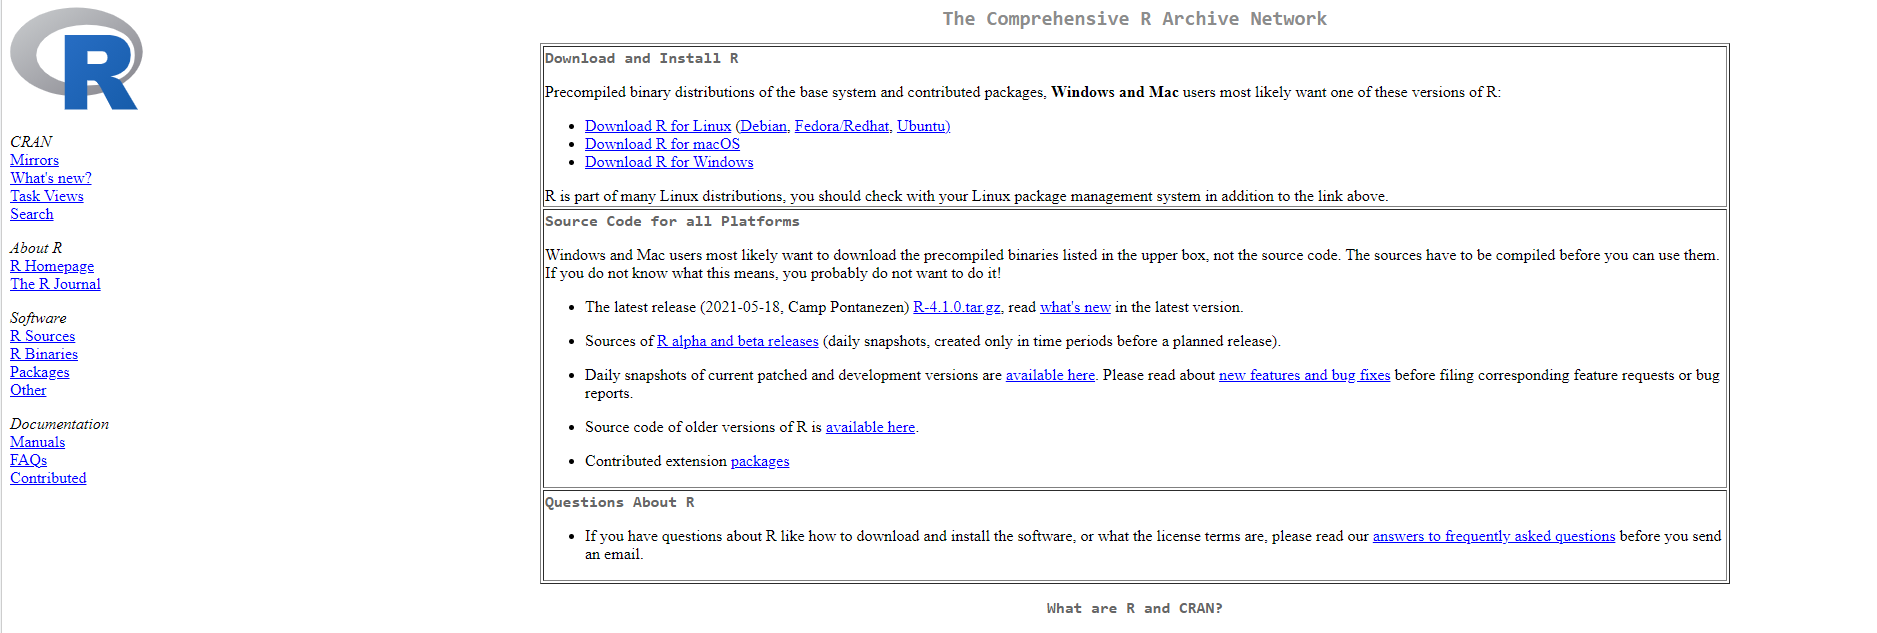 R
CRAN
Mirrors
What's new?
Task Views
Search
About R
R Homepage
The R Journal
Software
R Sources
R Binaries
Packages
Other
Documentation
Manuals
FAQs
Contributed
The Comprehensive R Archive Network
Download and Install R
Precompiled binary distributions of the base system and contributed packages, Windows and Mac users most likely want one of these versions of R:
Download R for Linux (Debian, Fedora/Redhat, Ubuntu)
Download R for macOS
Download R for Windows
R is part of many Linux distributions, you should check with your Linux package management system in addition to the link above.
Source Code for all Platforms
Windows and Mac users most likely want to download the precompiled binaries listed in the upper box, not the source code. The sources have to be compiled before you can use them.
If you do not know what this means, you probably do not want to do it!
The latest release (2021-05-18, Camp Pontanezen) R-4.1.0.tar.gz, read what's new in the latest version.
Sources of R alpha and beta releases (daily snapshots, created only in time periods before a planned release).
Daily snapshots of current patched and development versions are available here. Please read about new features and bug fixes before filing corresponding feature requests or bug
reports.
Source code of older versions of R is available here.
Contributed extension packages
Questions About R
If you have questions about R like how to download and install the software, or what the license terms are, please read our answers to frequently asked questions before you send
an email.
What are R and CRAN?